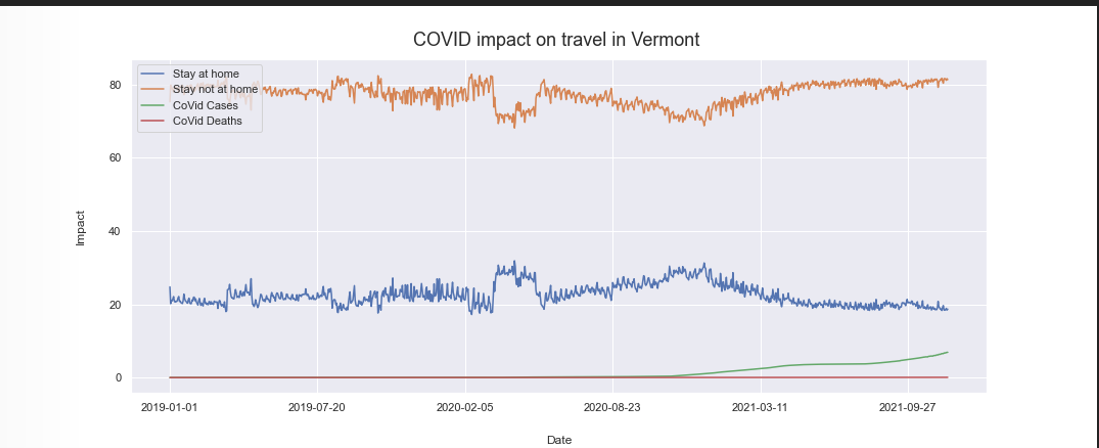 COVID impact on travel in Vermont
Stay at home
Stay not at home
CoVid Cases
CoVid Deaths
80
60
40
20
0
Impact
2019-01-01 2019-07-20 2020-02-05 2020-08-23 2021-03-11 2021-09-27
Date